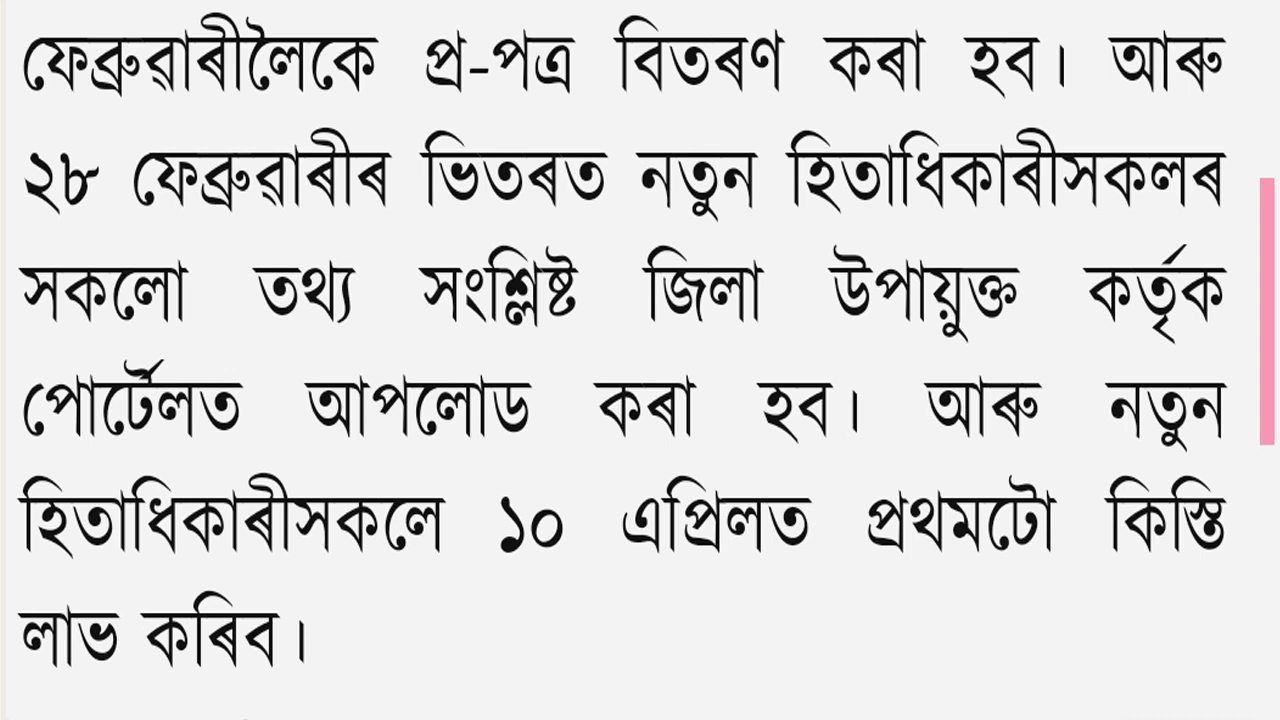 ফেব্ৰুৱাৰীলৈকে প্ৰ-পত্ৰ বিতৰণ কৰা হব। আৰু
২৮ ফেব্ৰুৱাৰীৰ ভিতৰত নতুন হিতাধিকাৰীসকলৰ
সকলো তথ্য সংশ্লিষ্ট জিলা উপায়ুক্ত কৰ্তৃক
পোৰ্টেলত আপলোড কৰা হব। আৰু নতুন
হিতাধিকাৰীসকলে ১০ এপ্ৰিলত প্ৰথমটো কিস্তি
লাভ কৰিব।